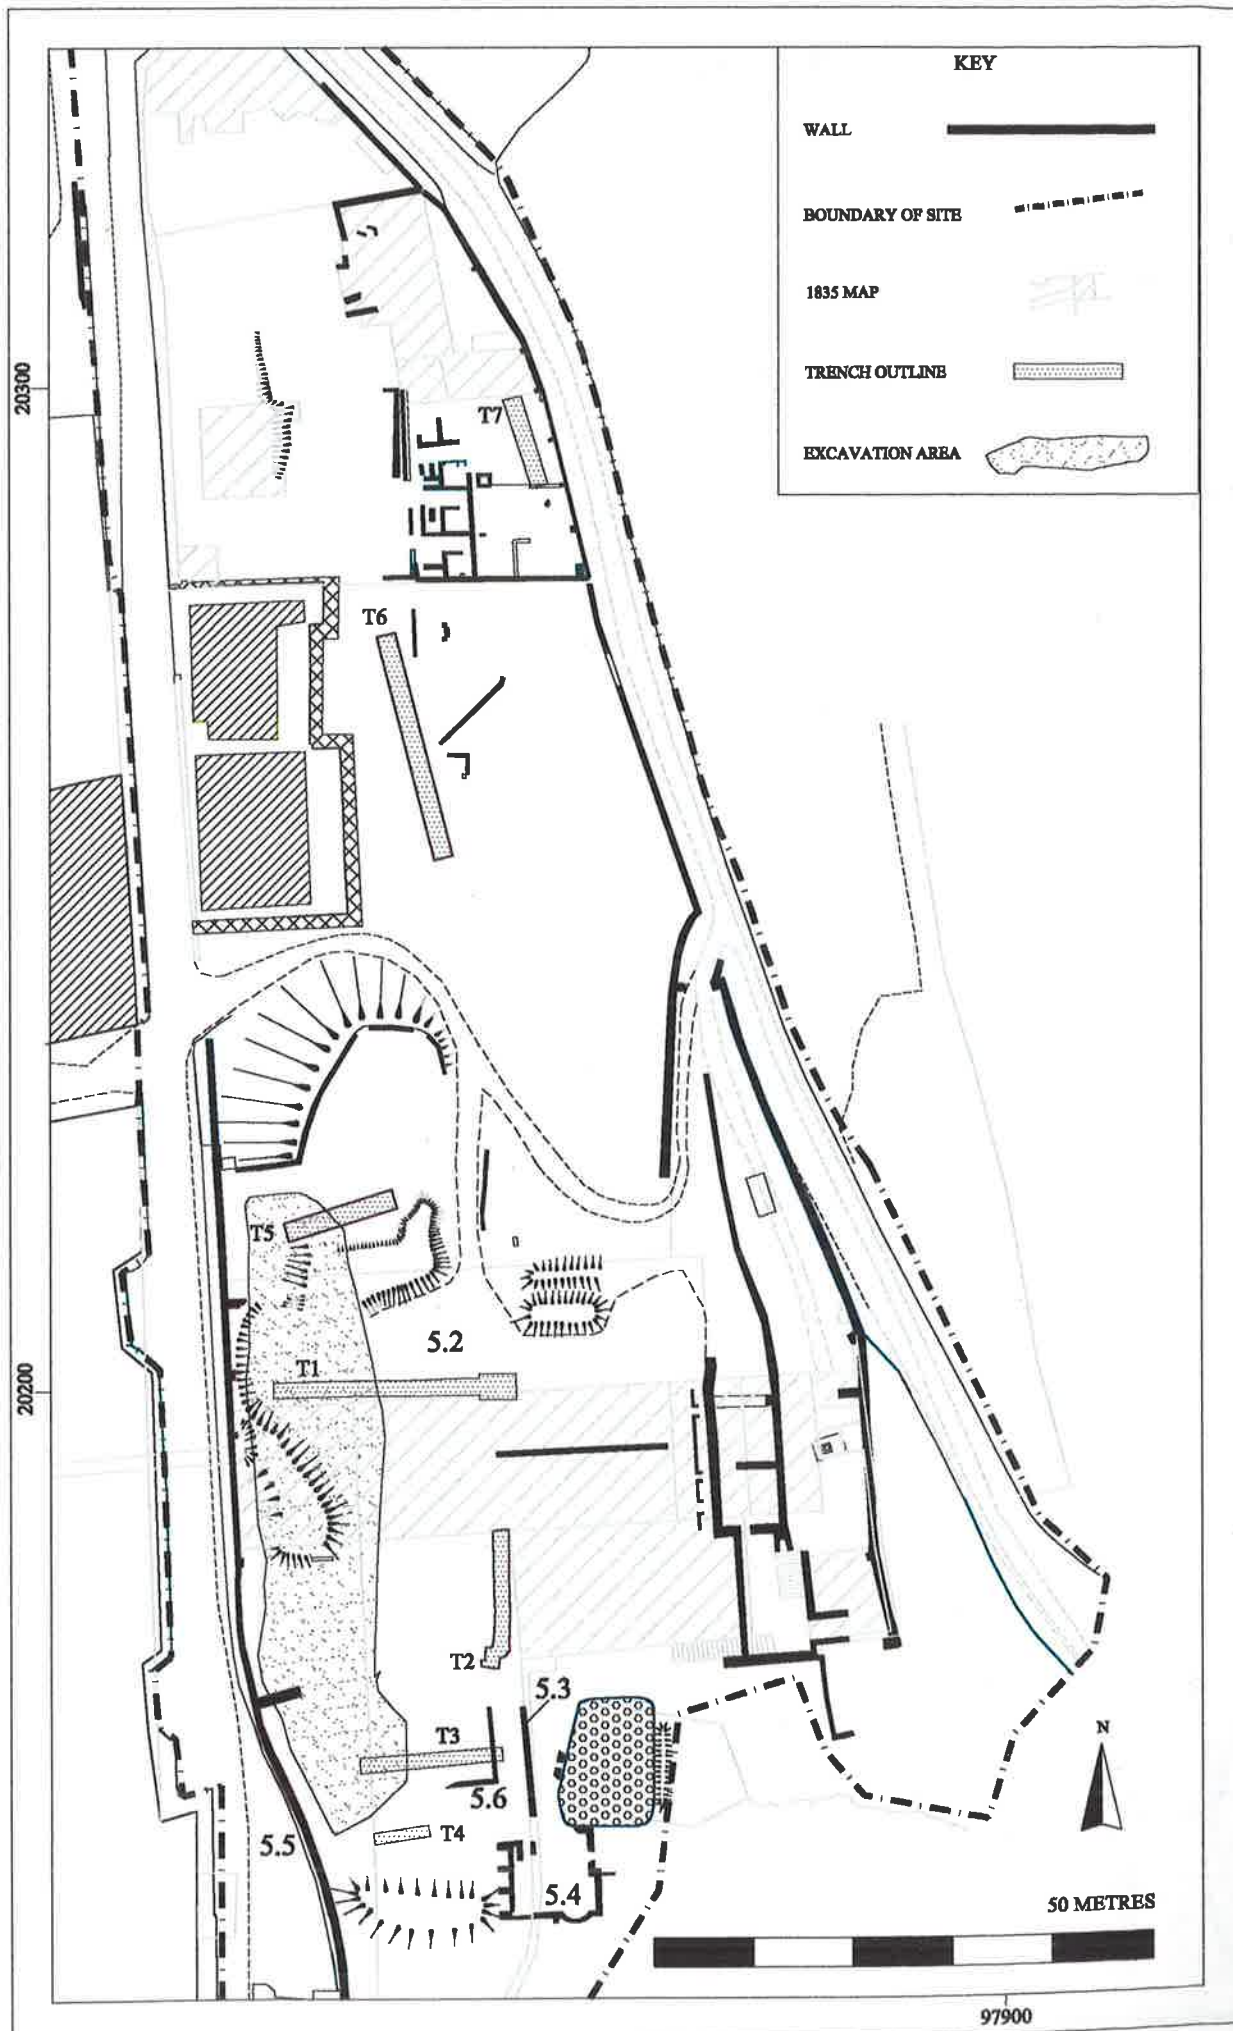 KEY
WALL
BOUNDARY OF SITE
1835 MAP
TRENCH OUTLINE
EXCAVATION AREA
20300
T7
T6
T5
5.2
T1
20200
T2
5.3
T3
5.6
T4
5.5
5.4
N
50 METRES
97900